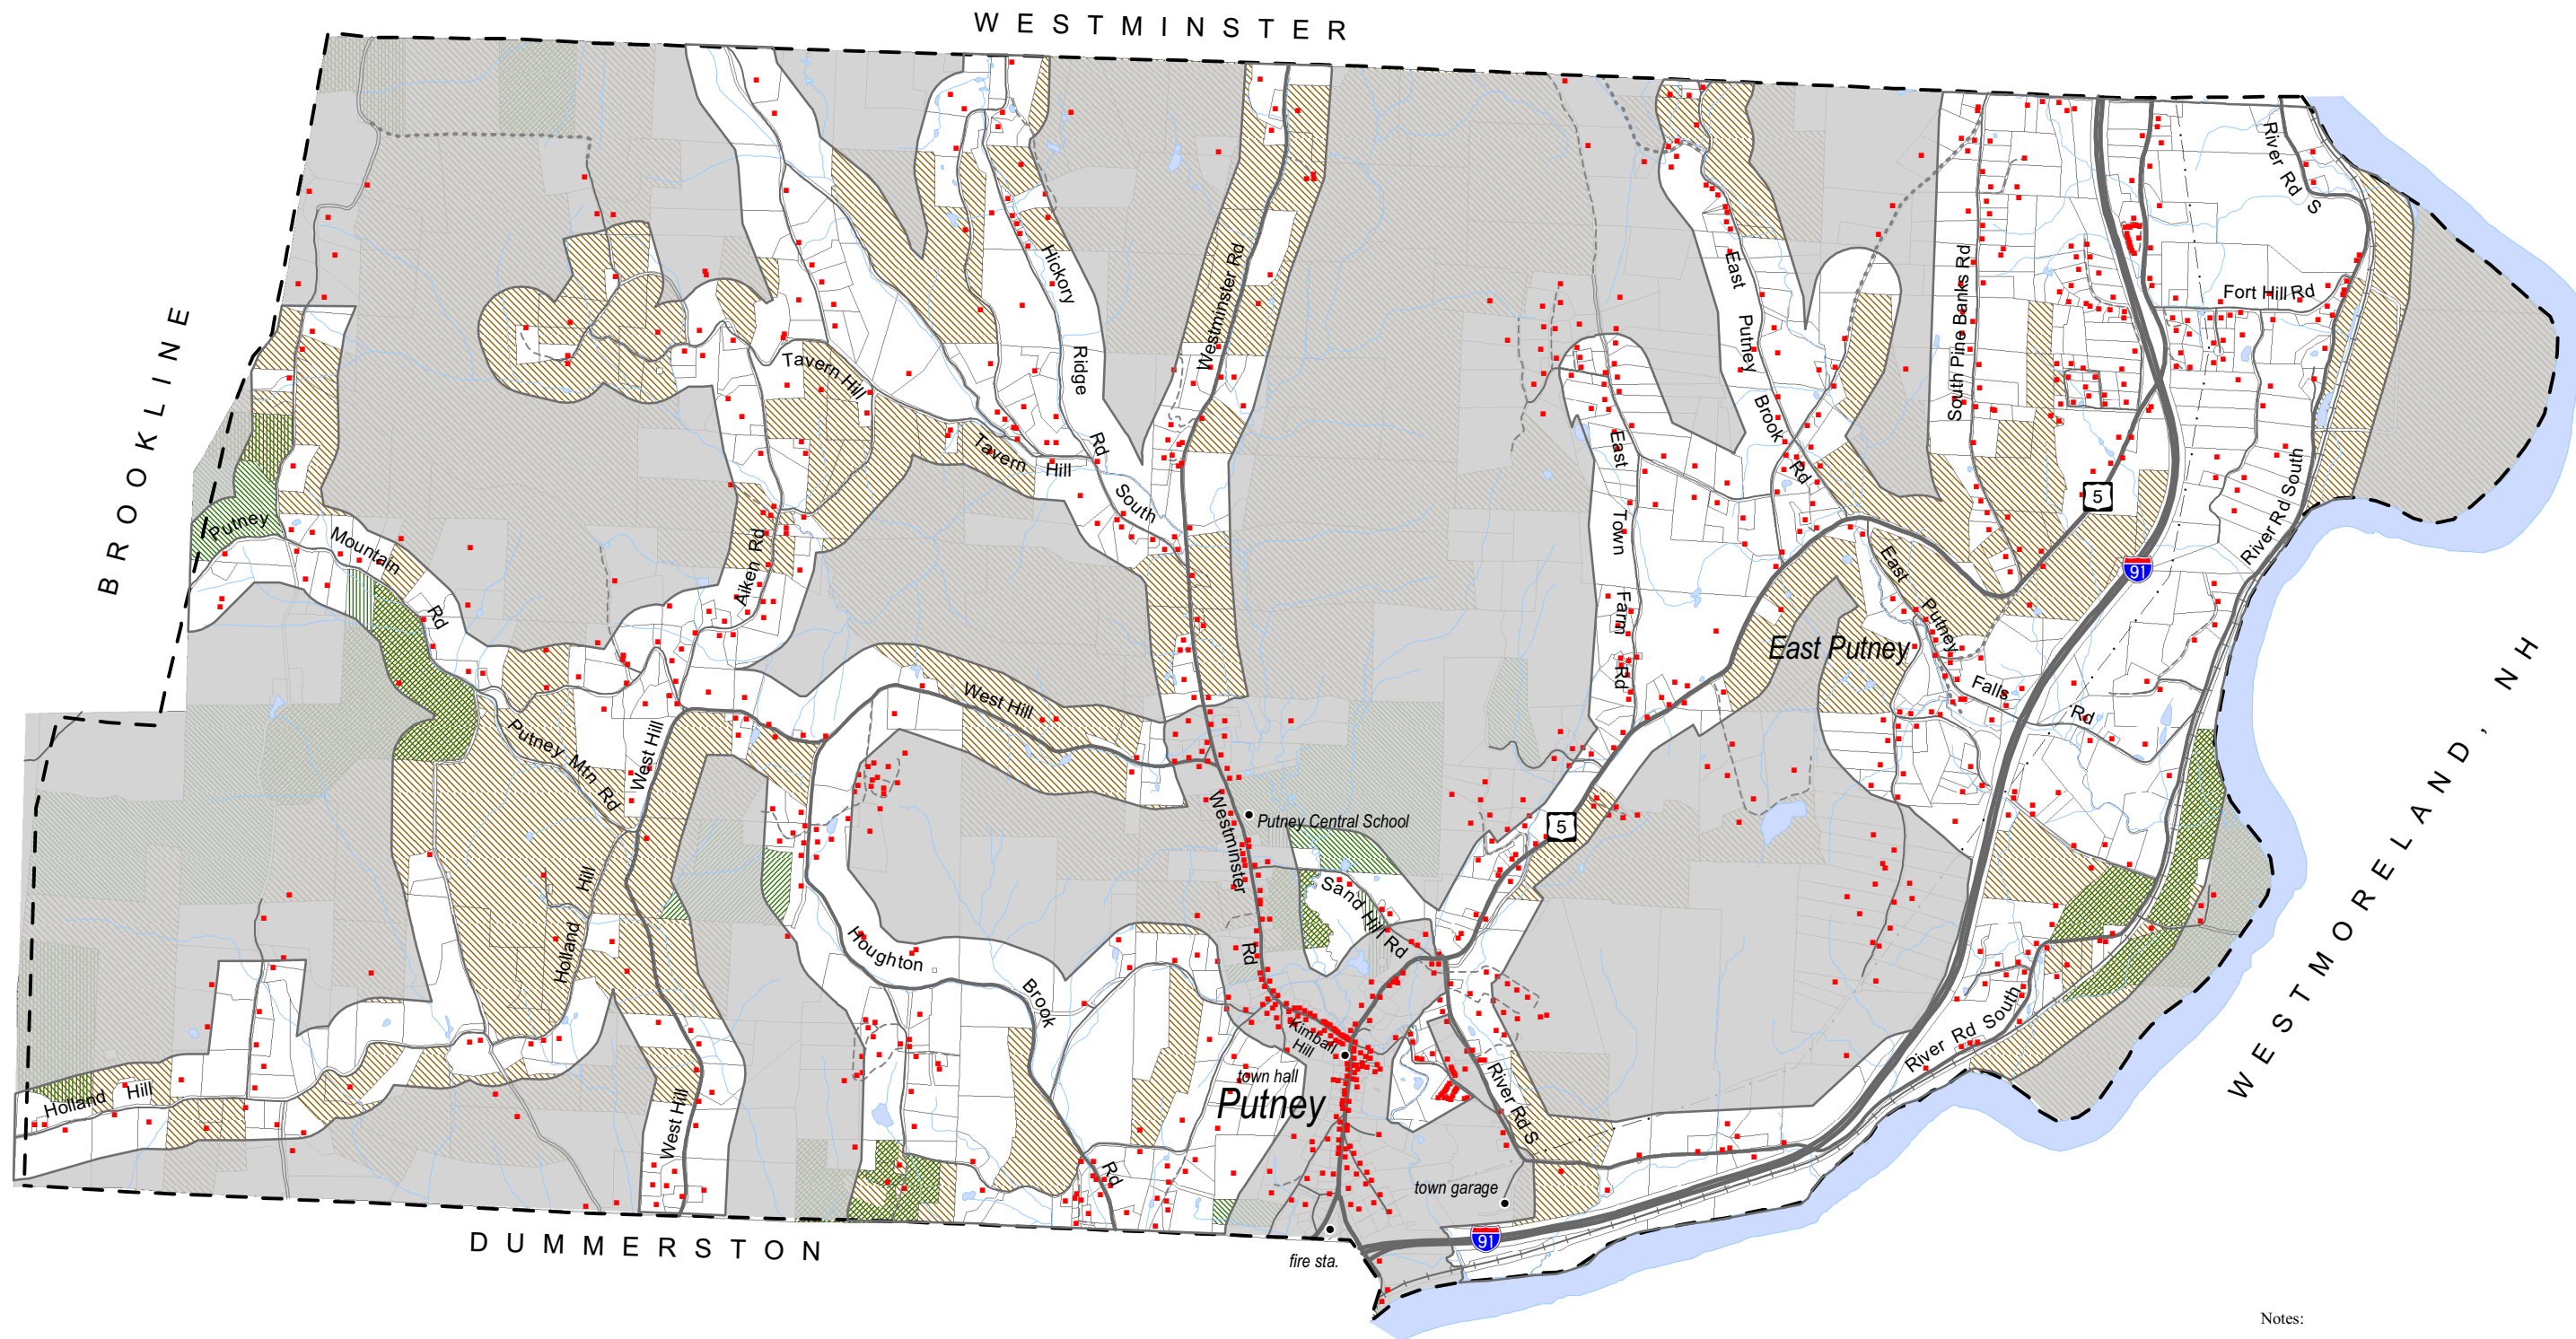 WESTMINSTER
BROOKLINE
WESTMORELAND, NH
DUMMERSTON
River Rd S
Hickory Ridge Rd South
Westminster Rd
East Putney Brook Rd
South Pine Banks Rd
Fort Hill Rd
Tavern Hill
Tavern Hill
East Town Farm Rd
5
91
River Rd South
Putney Mountain Rd
Aiken Rd
East Putney Falls Rd
East Putney
West Hill
Putney Mtn Rd
West Hill
Westminster Rd
Putney Central School
5
Sand Hill Rd
Holland Hill
Houghton Brook Rd
Kimball Hill
town hall
Putney
River Rd S
River Rd South
Holland Hill
West Hill
town garage
fire sta.
91
Notes: